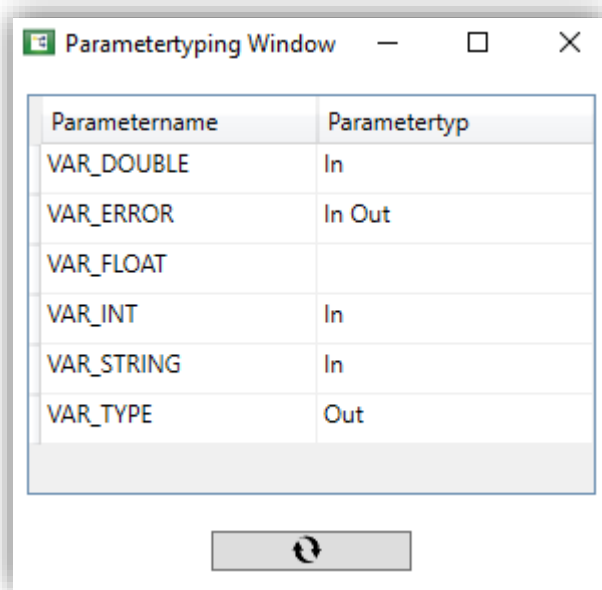 Parametertyping Window
Parametername Parametertyp
VAR_DOUBLE In
VAR_ERROR In Out
VAR_FLOAT
VAR_INT In
VAR_STRING In
VAR_TYPE Out